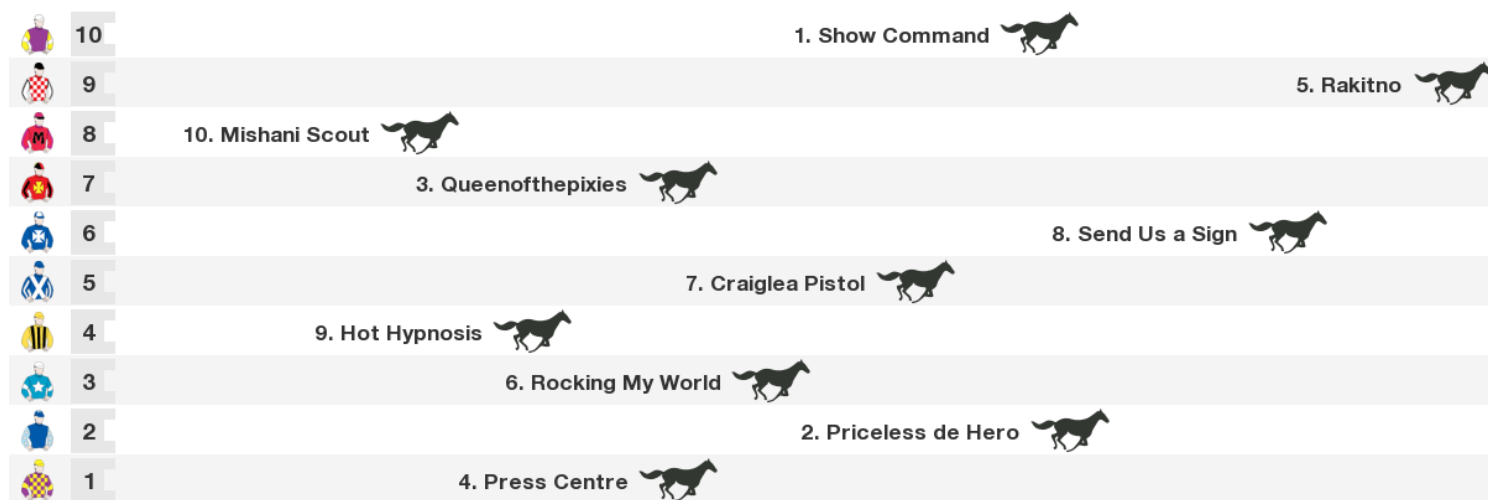 10 1. Show Command
9 5. Rakitno
8 10. Mishani Scout
M
7 3. Queenofthepixies
6 8. Send Us a Sign
5 7. Craiglea Pistol
4 9. Hot Hypnosis
3 6. Rocking My World
2 2. Priceless de Hero
1 4. Press Centre